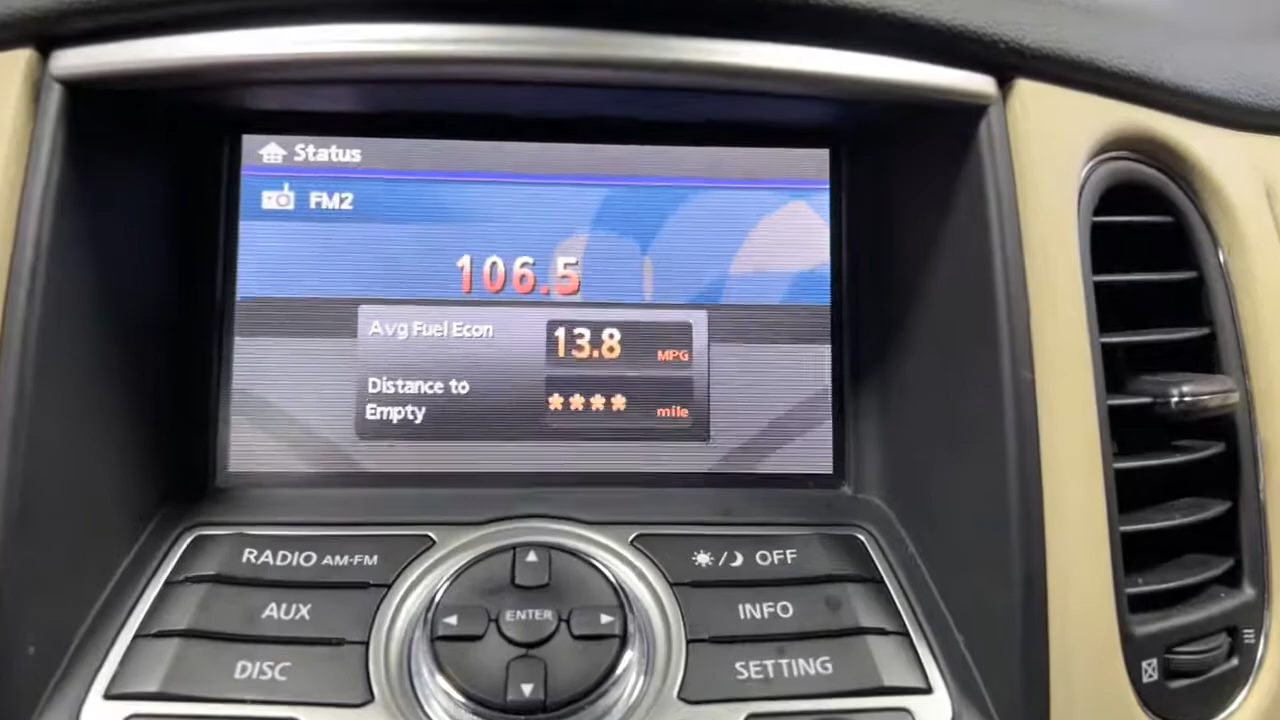 Status
FM2
106.5
Avg Fuel Econ 13.8 MPG
Distance to
Empty **** mile
RADIO AM·FM
OFF
AUX
ENTER
INFO
DISC
SETTING